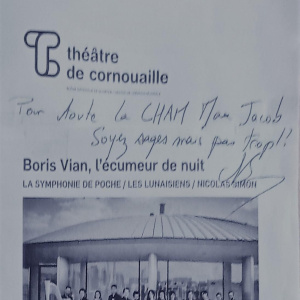 théâtre
de cornouaille
Pour toute la CHAM Max Jacob
Soyez sages mais pas trop!!
Boris Vian, l'écumeur de nuit
LA SYMPHONIE DE POCHE / LES LUNAISIENS / NICOLAS SIMON